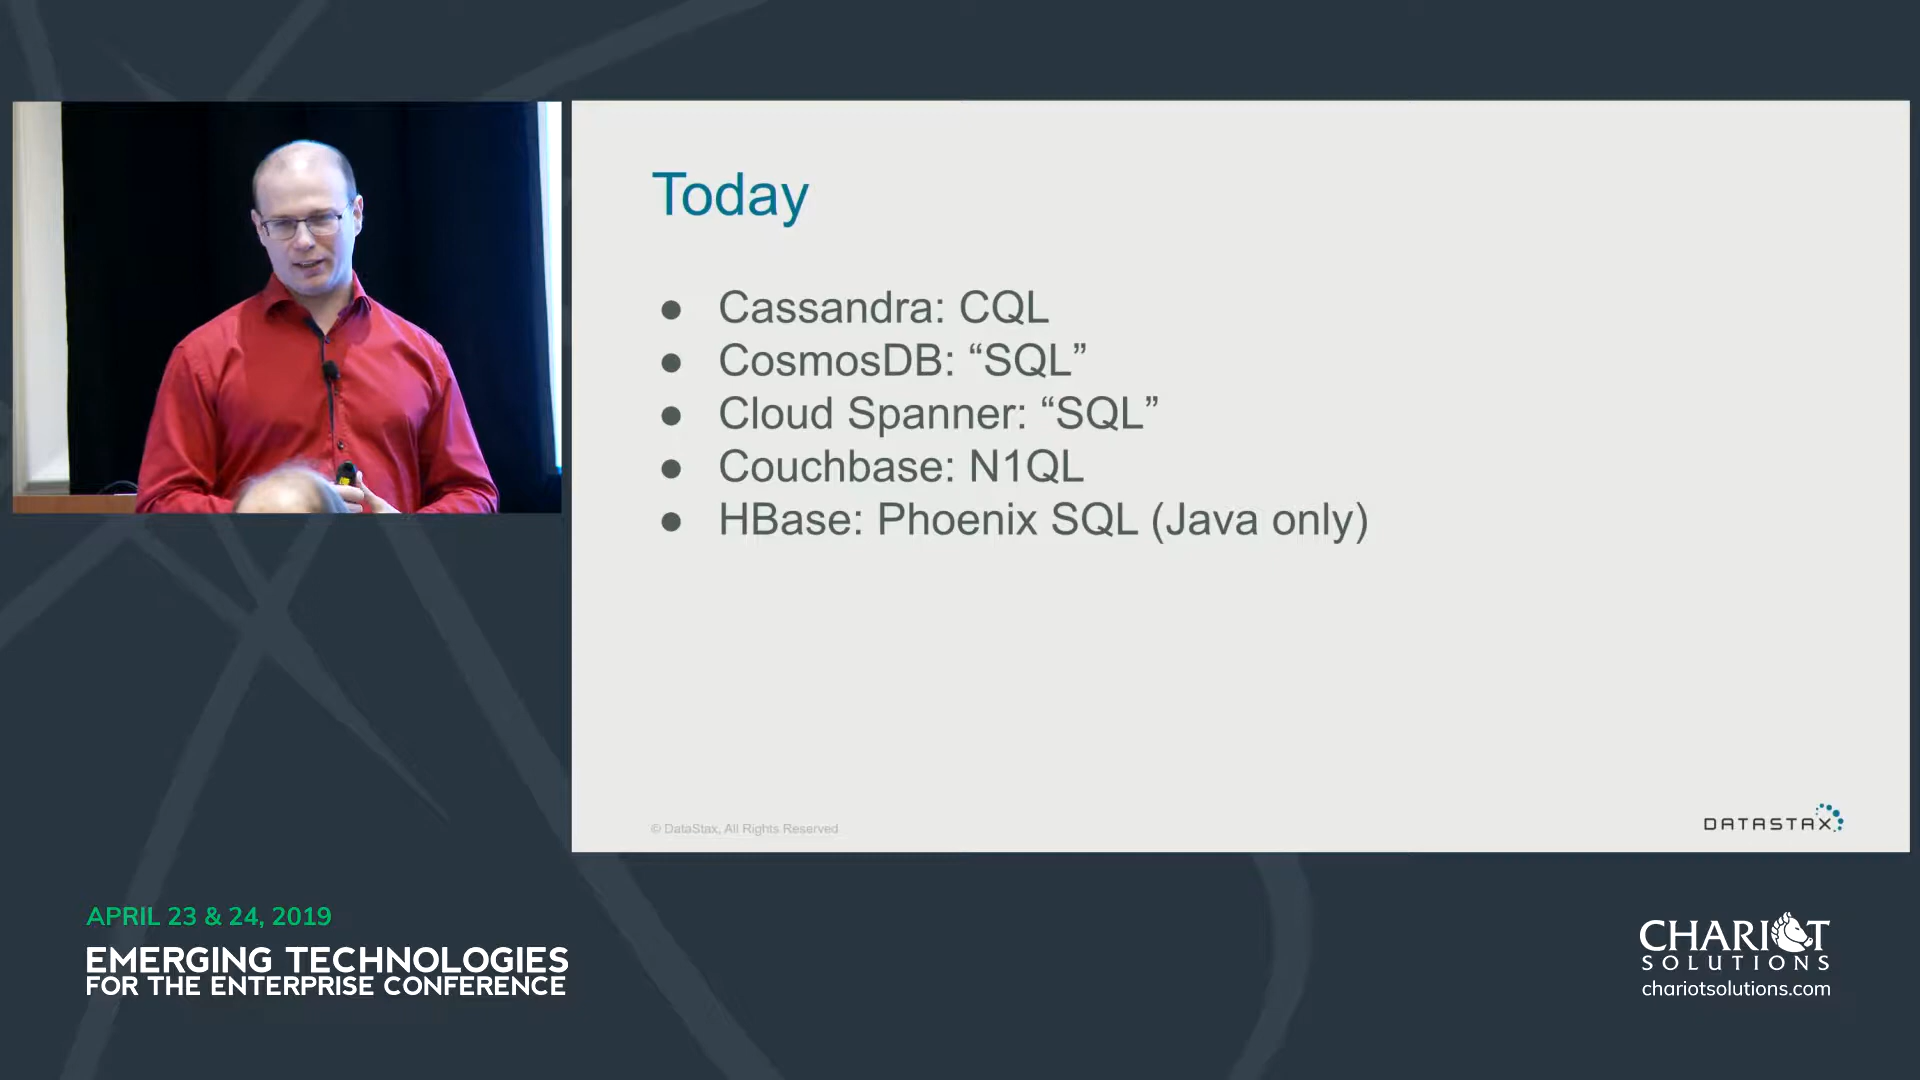 Today
● Cassandra: CQL
● CosmosDB: “SQL”
● Cloud Spanner: “SQL”
● Couchbase: N1QL
● HBase: Phoenix SQL (Java only)
© DataStax, All Rights Reserved
DATASTAX
APRIL 23 & 24, 2019
EMERGING TECHNOLOGIES
FOR THE ENTERPRISE CONFERENCE
CHARIOT
SOLUTIONS
chariotsolutions.com